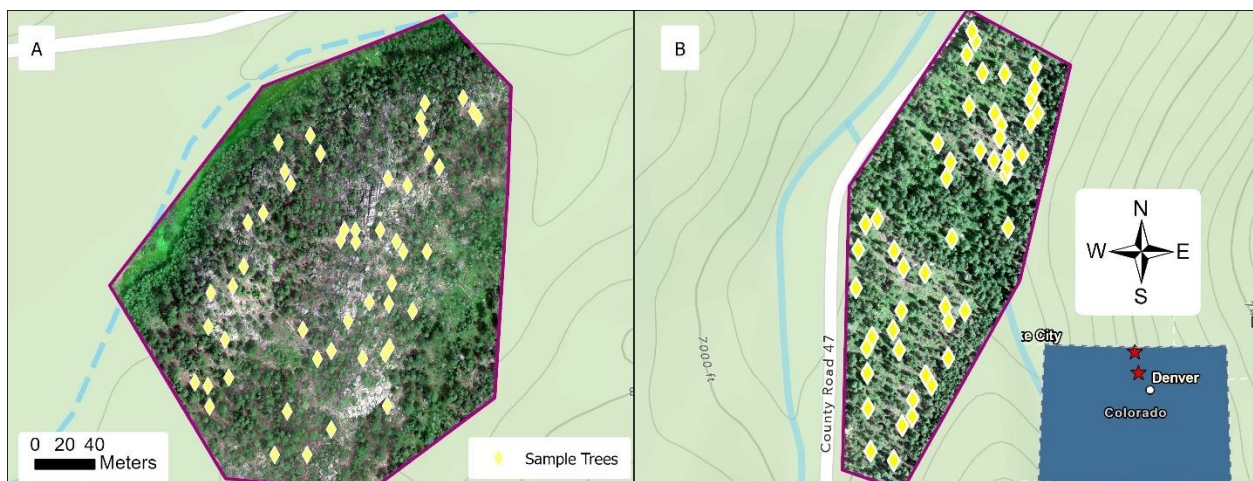 A
B
N
W E
S
7000 ft
County Road 47
Denver
Colorado
0 20 40
Meters
Sample Trees